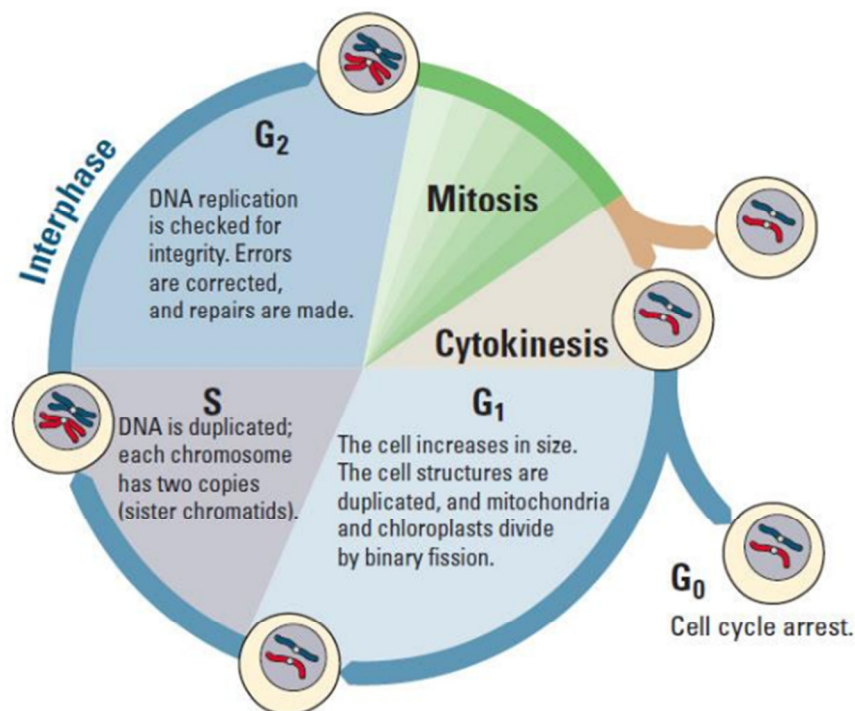 Interphase
G₂
DNA replication
is checked for
integrity. Errors
are corrected,
and repairs are made.
Mitosis
Cytokinesis
S
DNA is duplicated;
each chromosome
has two copies
(sister chromatids).
G₁
The cell increases in size.
The cell structures are
duplicated, and mitochondria
and chloroplasts divide
by binary fission.
G₀
Cell cycle arrest.